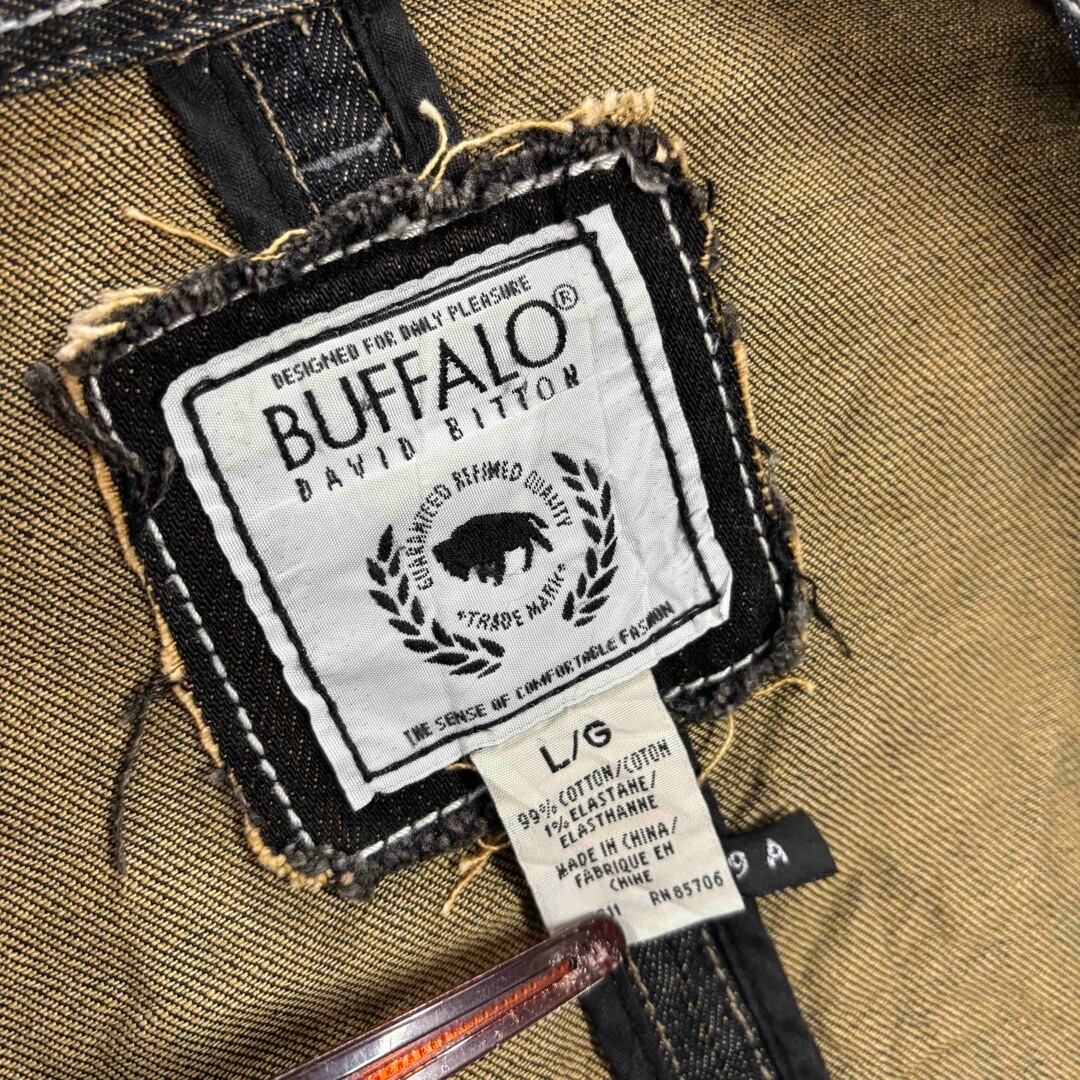 DESIGNED FOR DAILY PLEASURE
BUFFALO®
DAVID BITTON
GUARANTEED REFINED QUALITY
*TRADE MARK*
THE SENSE OF COMFORTABLE FASHION
L/G
99% COTTON/COTON
1% ELASTANE/
ELASTHANNE
MADE IN CHINA/
FABRIQUE EN
CHINE
RN 85706
9 A